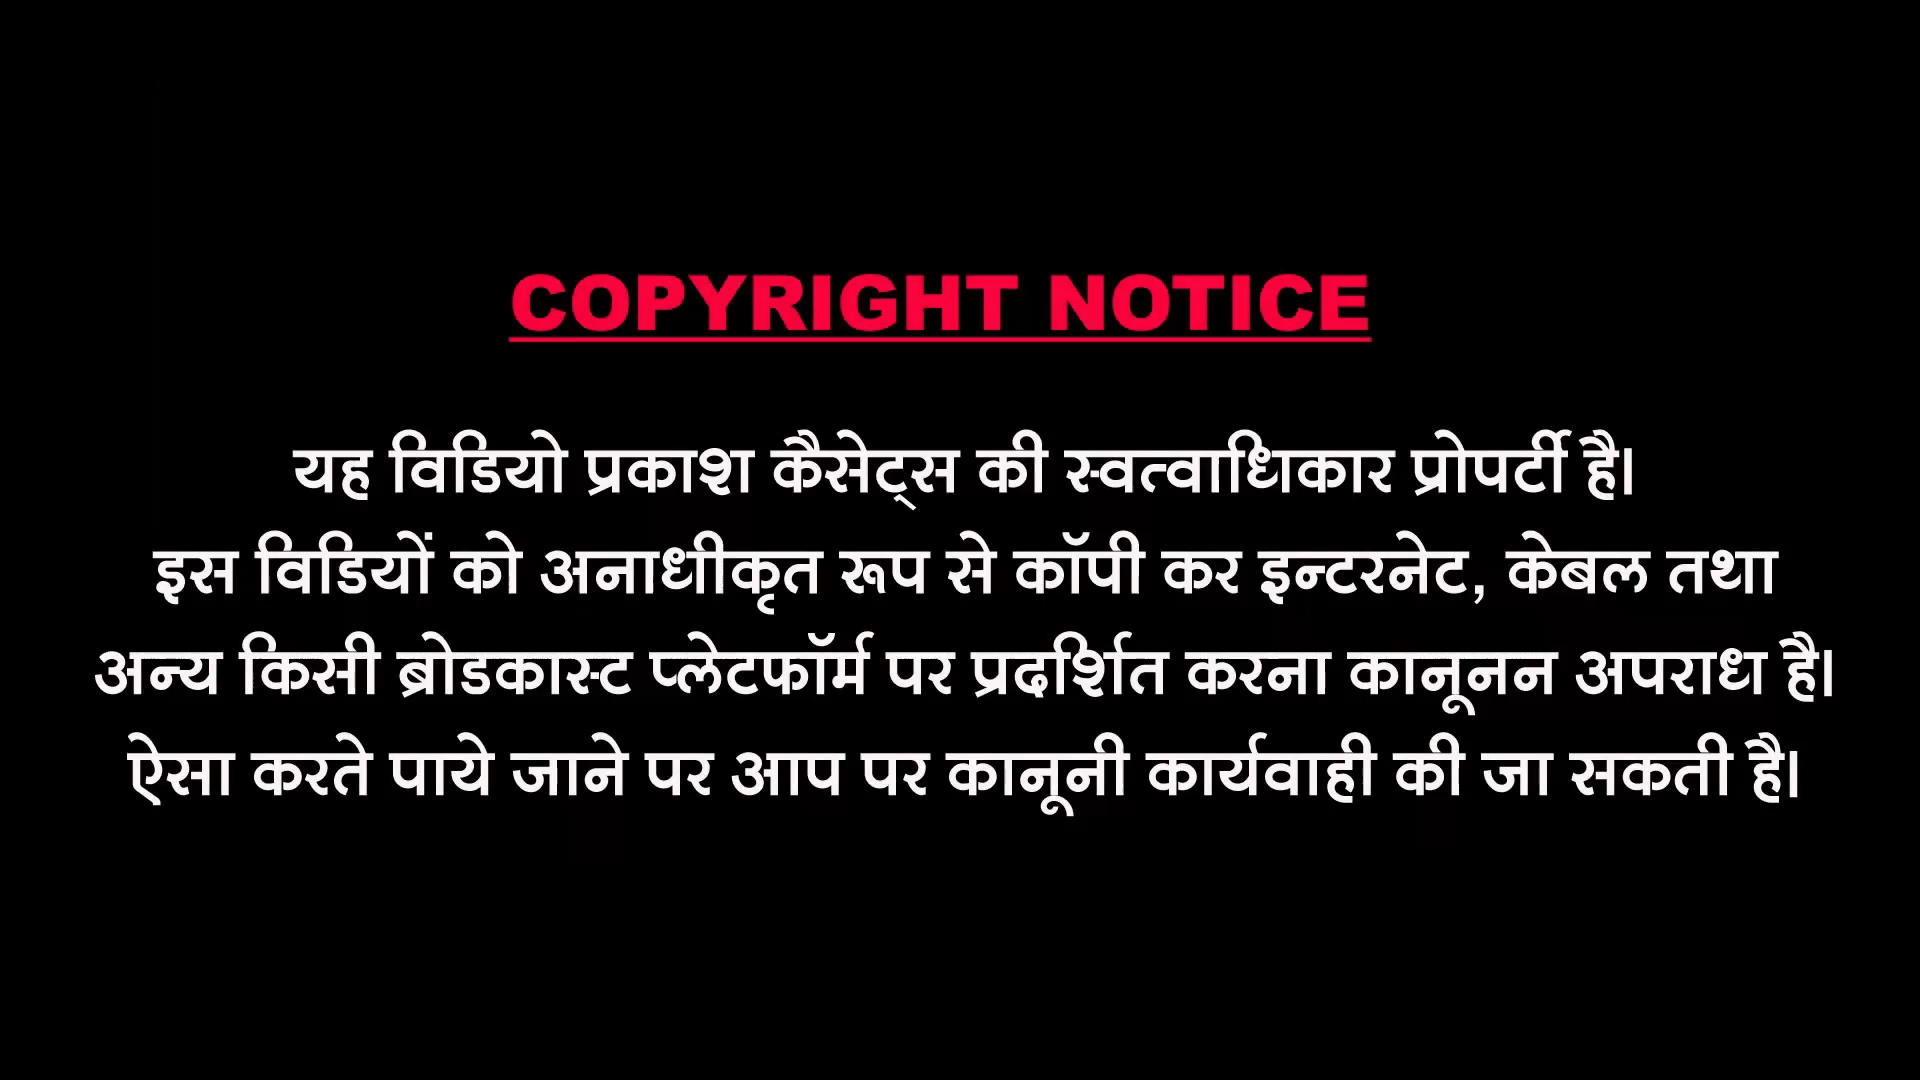 COPYRIGHT NOTICE
यह विडियो प्रकाश कैसेट्स की स्वत्वाधिकार प्रोपर्टी है।
इस विडियों को अनाधीकृत रूप से कॉपी कर इन्टरनेट, केबल तथा
अन्य किसी ब्रोडकास्ट प्लेटफॉर्म पर प्रदर्शित करना कानूनन अपराध है।
ऐसा करते पाये जाने पर आप पर कानूनी कार्यवाही की जा सकती है।